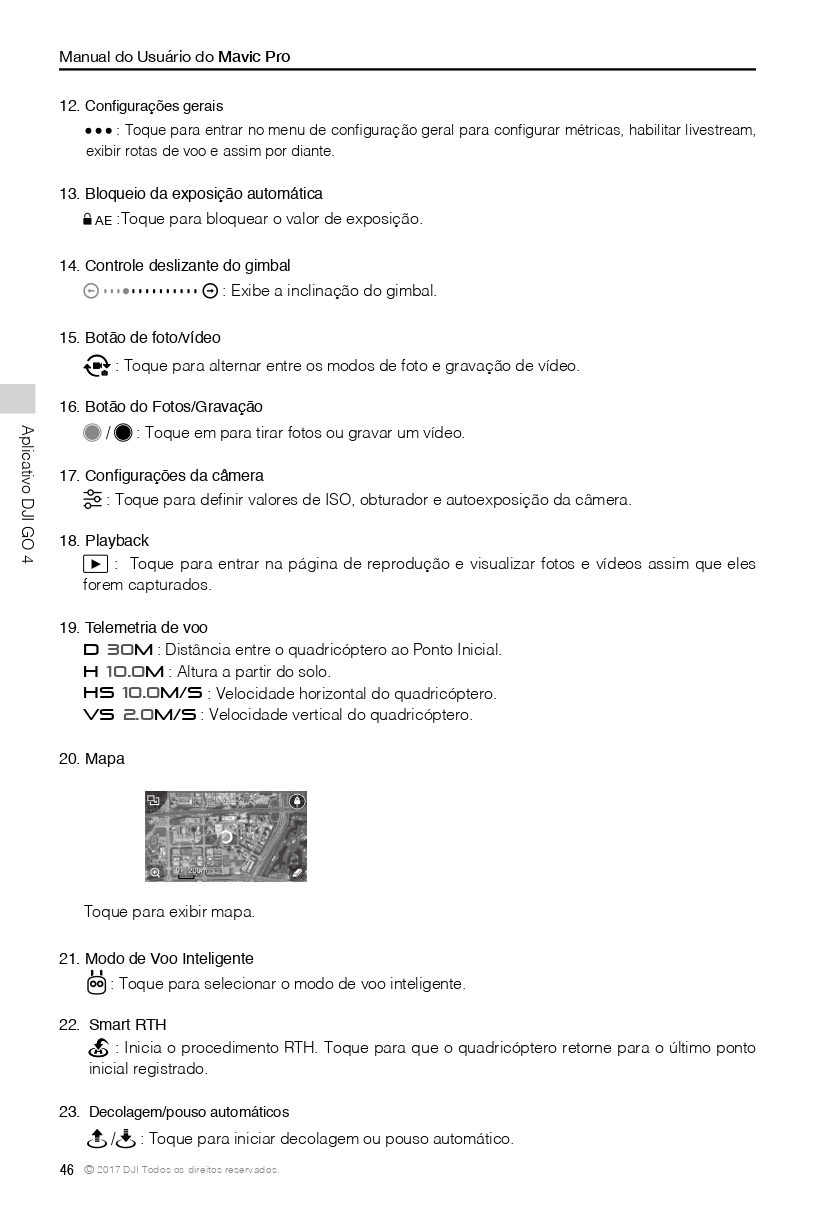 Manual do Usuário do Mavic Pro
12. Configurações gerais
••• : Toque para entrar no menu de configuração geral para configurar métricas, habilitar livestream,
exibir rotas de voo e assim por diante.
13. Bloqueio da exposição automática
AE :Toque para bloquear o valor de exposição.
14. Controle deslizante do gimbal
: Exibe a inclinação do gimbal.
15. Botão de foto/vídeo
: Toque para alternar entre os modos de foto e gravação de vídeo.
16. Botão do Fotos/Gravação
/ : Toque em para tirar fotos ou gravar um vídeo.
17. Configurações da câmera
: Toque para definir valores de ISO, obturador e autoexposição da câmera.
18. Playback
: Toque para entrar na página de reprodução e visualizar fotos e vídeos assim que eles
forem capturados.
19. Telemetria de voo
D 30M : Distância entre o quadricóptero ao Ponto Inicial.
H 10.0M : Altura a partir do solo.
HS 10.0M/S : Velocidade horizontal do quadricóptero.
VS 2.0M/S : Velocidade vertical do quadricóptero.
20. Mapa
200m
Toque para exibir mapa.
21. Modo de Voo Inteligente
: Toque para selecionar o modo de voo inteligente.
22. Smart RTH
: Inicia o procedimento RTH. Toque para que o quadricóptero retorne para o último ponto
inicial registrado.
23. Decolagem/pouso automáticos
/ : Toque para iniciar decolagem ou pouso automático.
46 © 2017 DJI Todos os direitos reservados.
Aplicativo DJI GO 4